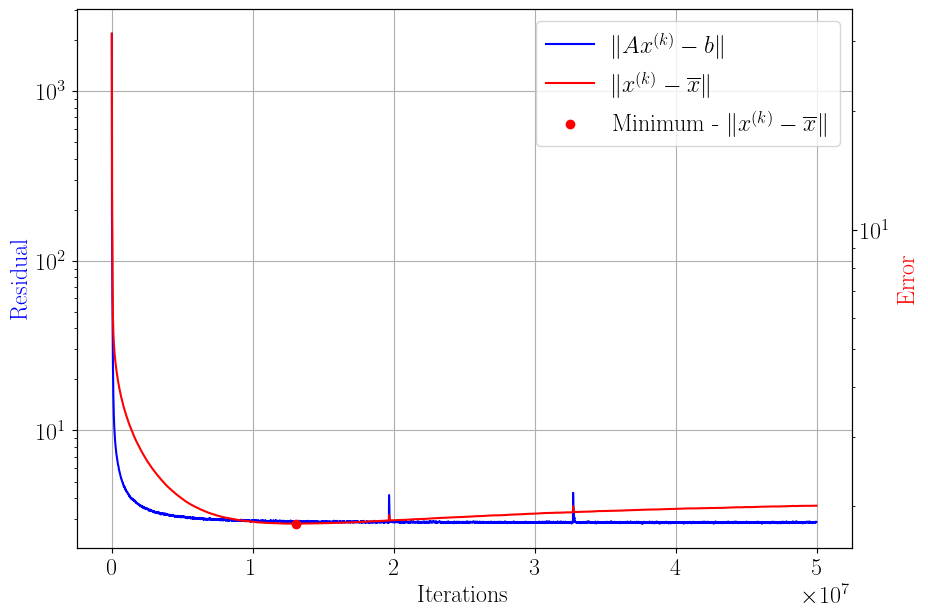 ‖Ax⁽ᵏ⁾ − b‖
‖x⁽ᵏ⁾ − x̅‖
Minimum - ‖x⁽ᵏ⁾ − x̅‖
10³
10²
10¹
Residual
10¹
Error
0 1 2 3 4 5
Iterations
×10⁷